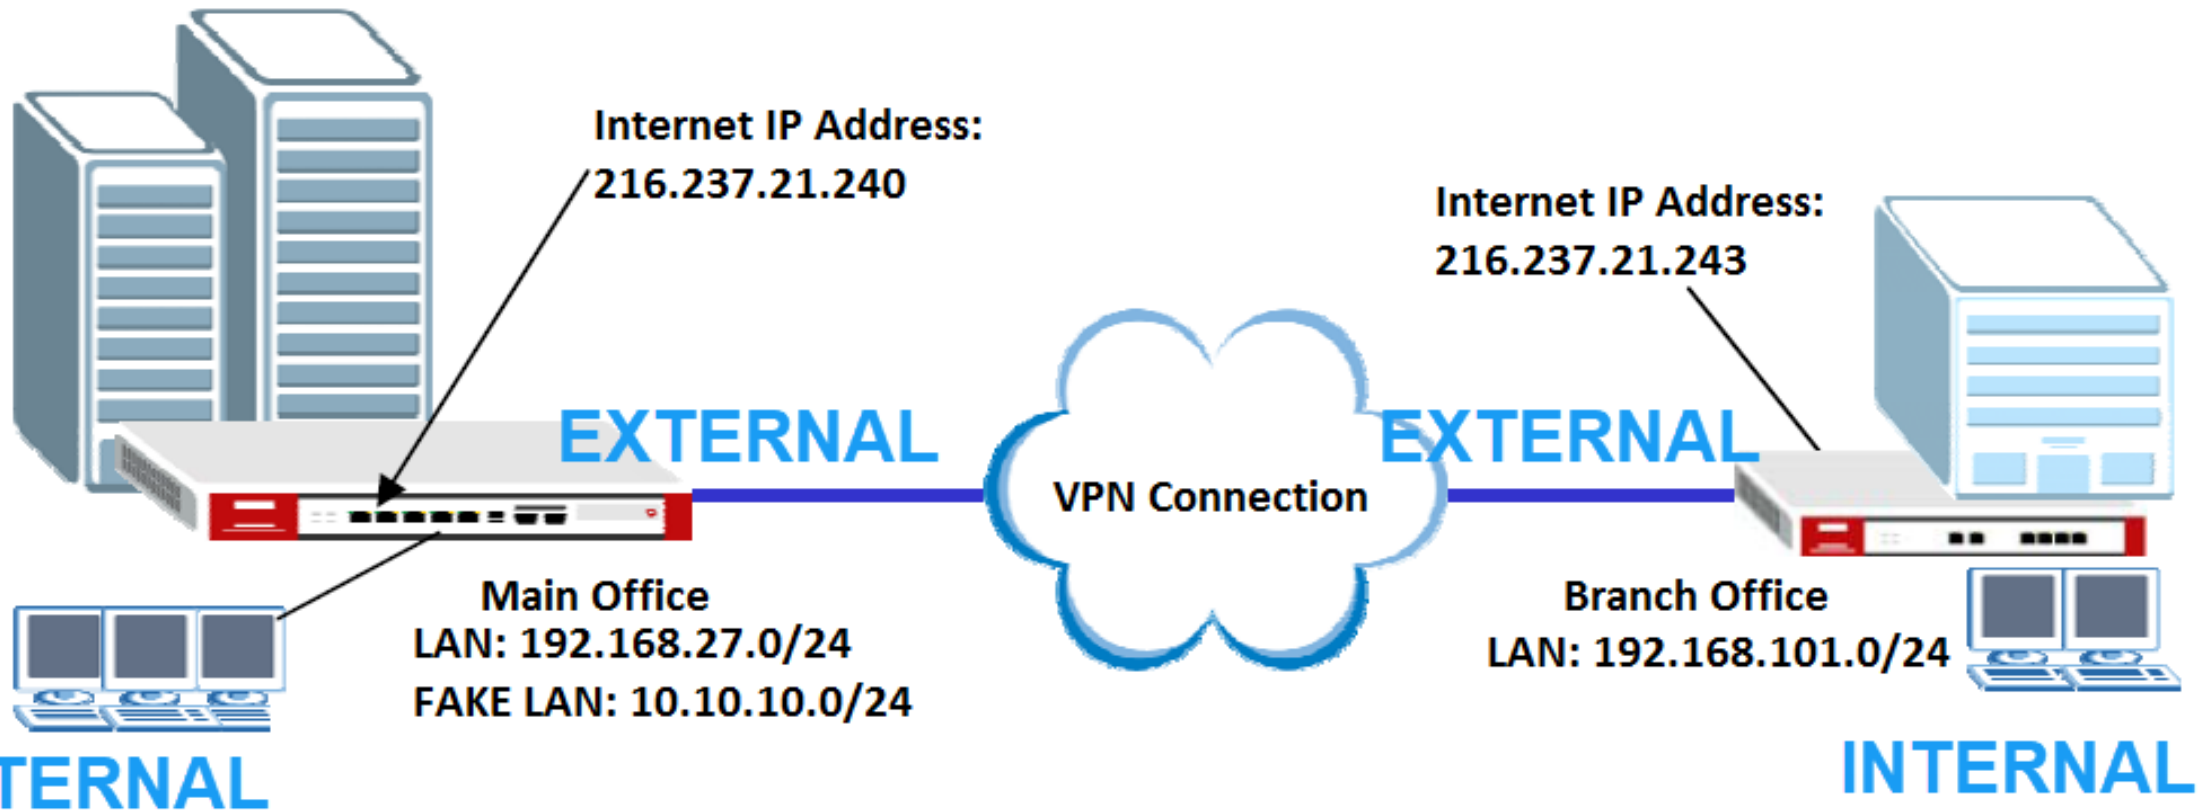 Internet IP Address:
216.237.21.240
Internet IP Address:
216.237.21.243
EXTERNAL
EXTERNAL
VPN Connection
Main Office
LAN: 192.168.27.0/24
FAKE LAN: 10.10.10.0/24
Branch Office
LAN: 192.168.101.0/24
TERNAL
INTERNAL